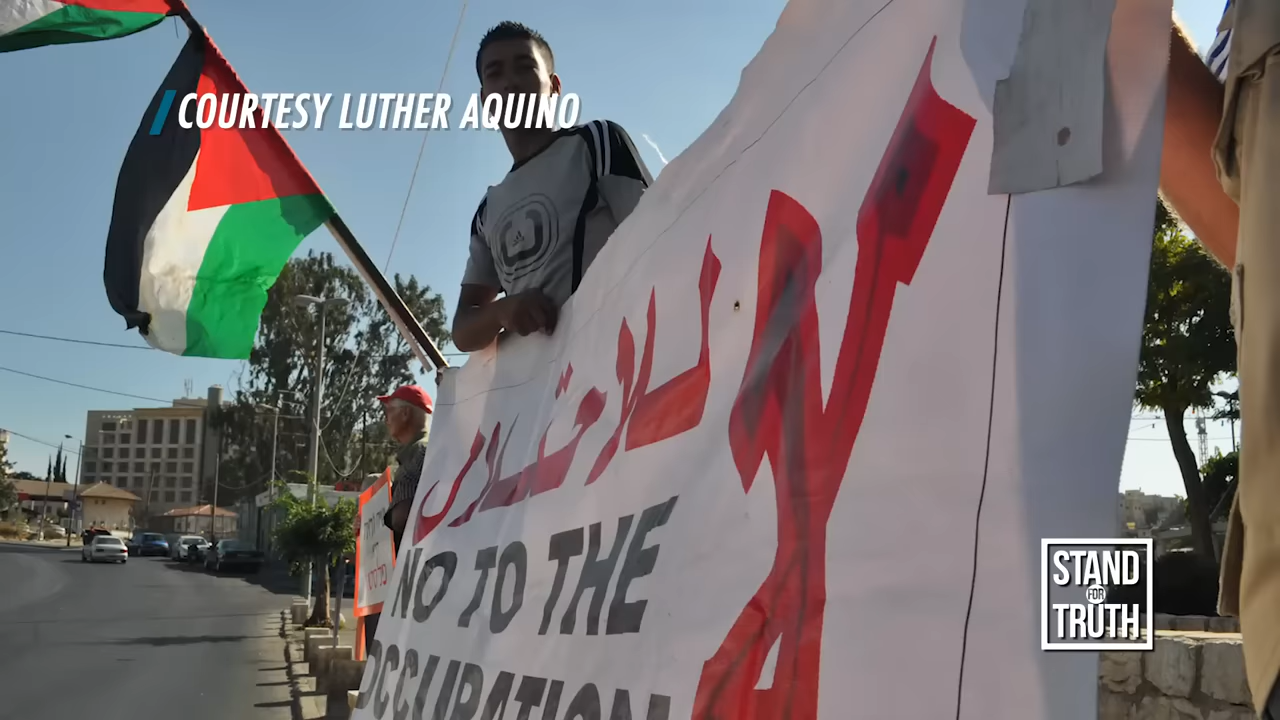 COURTESY LUTHER AQUINO
لا
للاحتلال
NO TO THE
OCCUPATION
STAND
FOR
TRUTH